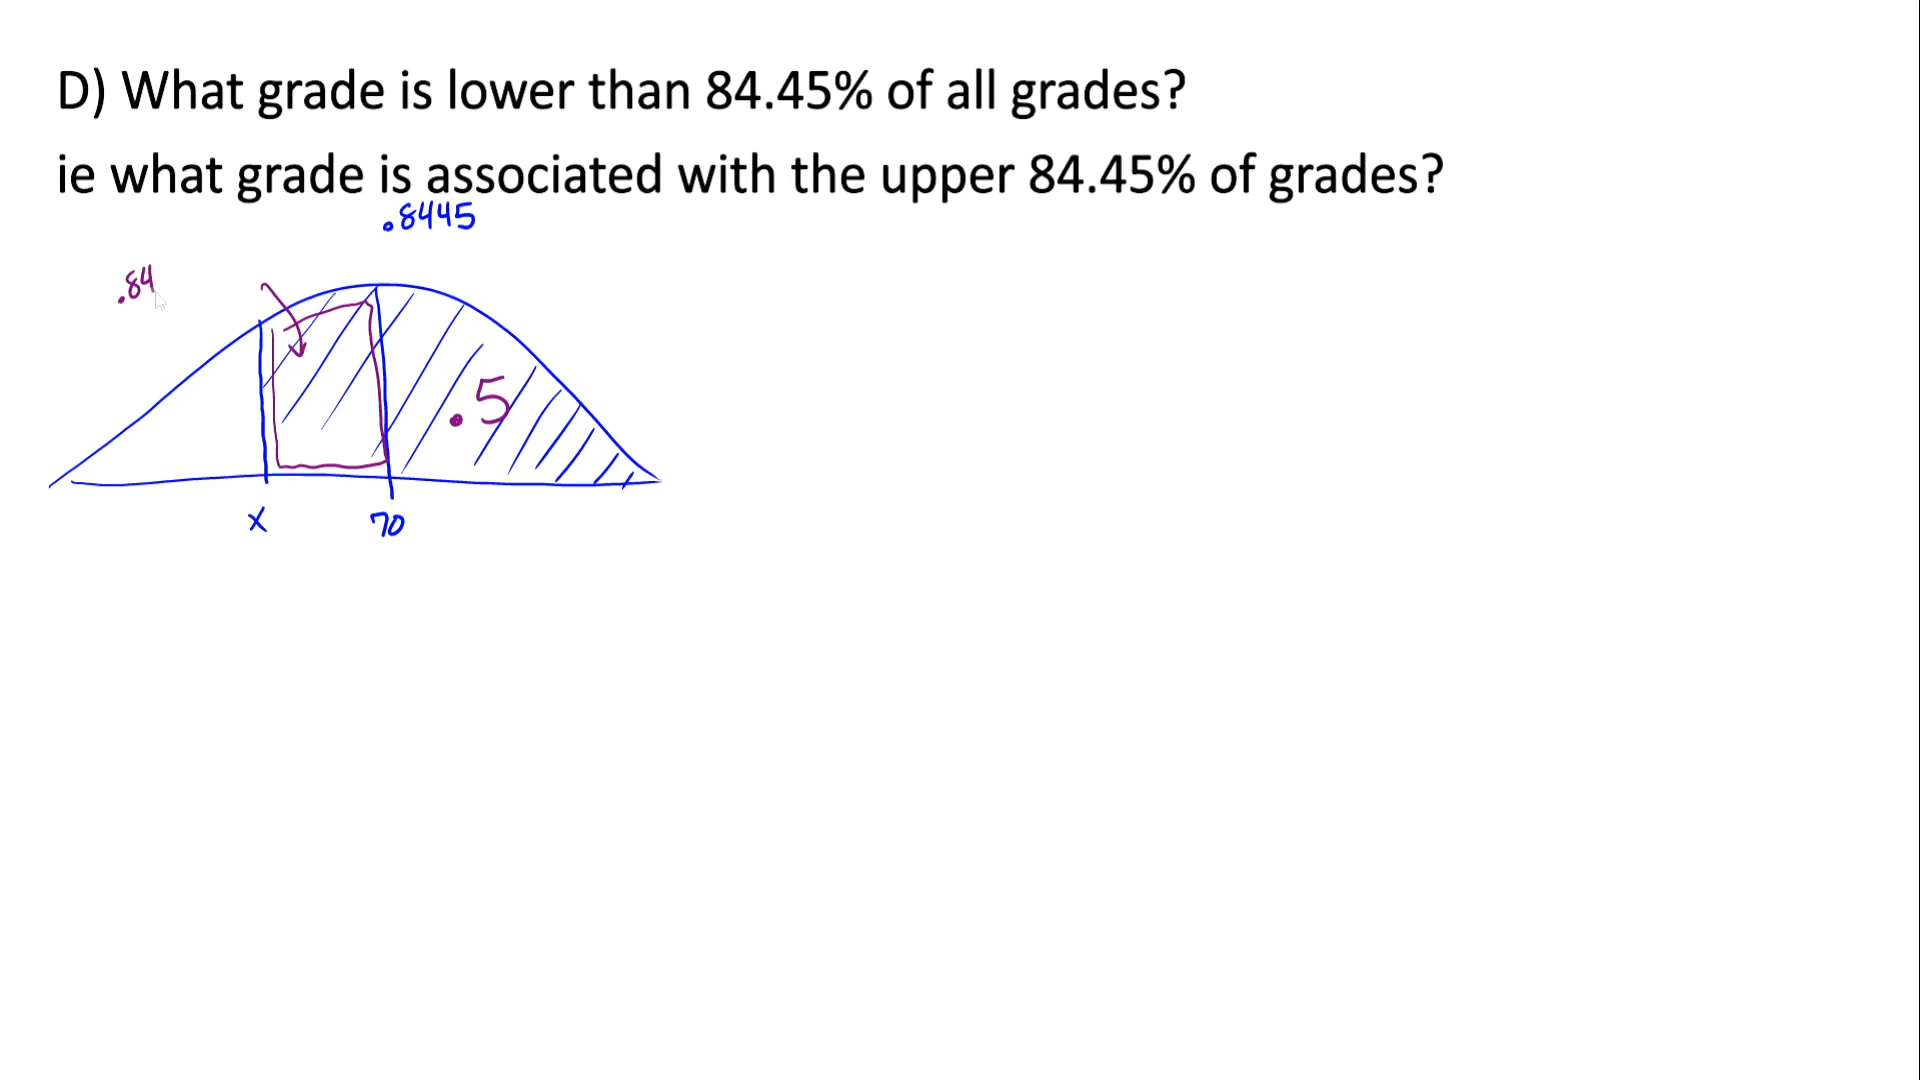 D) What grade is lower than 84.45% of all grades?
ie what grade is associated with the upper 84.45% of grades?
.8445
.84
.5
x
70